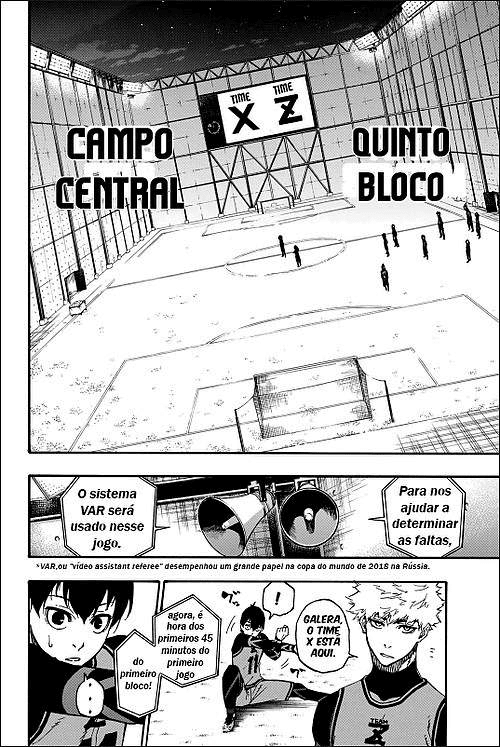 TIME
X
TIME
Z
QUINTO
BLOCO
CAMPO
CENTRAL
Para nos
ajudar a
determinar
as faltas,
O sistema
VAR será
usado nesse
jogo.
*VAR,ou "video assistant referee" desempenhou um grande papel na copa do mundo de 2018 na Rússia.
GALERA,
O TIME
X ESTÁ
AQUI.
TEAM
Z
!
11
agora, é
hora dos
primeiros 45
minutos do
primeiro
jogo
do
primeiro
bloco!
...